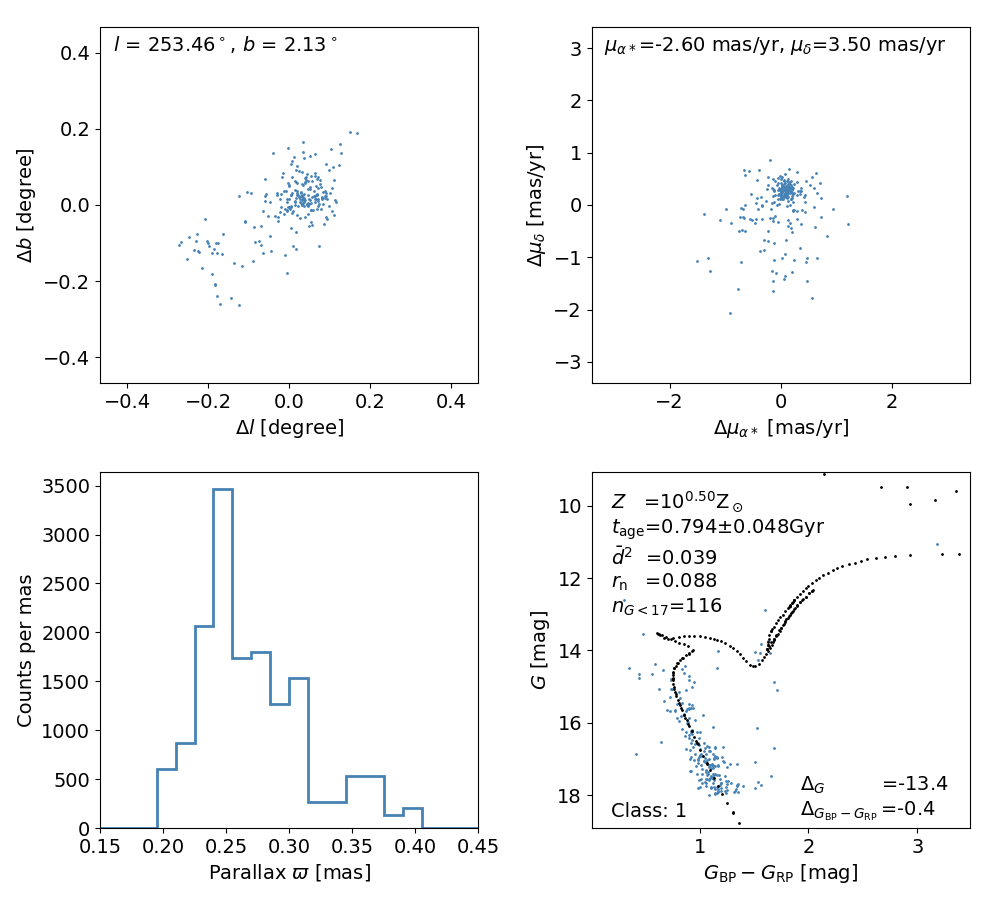 l = 253.46°, b = 2.13°
0.4
0.2
0.0
−0.2
−0.4
−0.4 −0.2 0.0 0.2 0.4
Δl [degree]
Δb [degree]
μα∗=-2.60 mas/yr, μδ=3.50 mas/yr
3
2
1
0
−1
−2
−3
−2 0 2
Δμα∗ [mas/yr]
Δμδ [mas/yr]
3500
3000
2500
2000
1500
1000
500
0
0.15 0.20 0.25 0.30 0.35 0.40 0.45
Parallax ϖ [mas]
Counts per mas
Z =10^0.50 Z⊙
t_age=0.794±0.048Gyr
d̄² =0.039
r_n =0.088
n_G<17=116
Δ_G =-13.4
Class: 1 Δ_G_BP−G_RP=-0.4
10
12
14
16
18
1 2 3
G_BP − G_RP [mag]
G [mag]